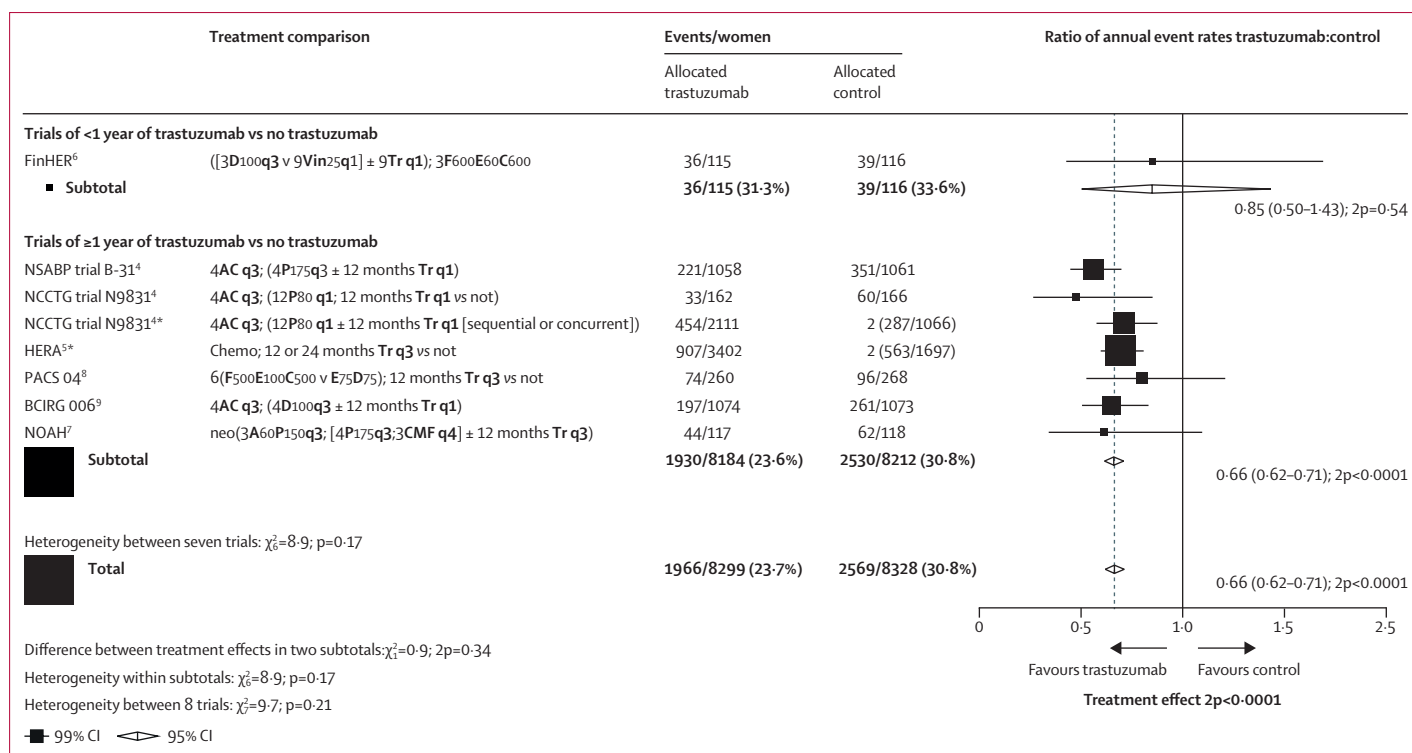 Treatment comparison Events/women Ratio of annual event rates trastuzumab:control
Allocated trastuzumab Allocated control
Trials of <1 year of trastuzumab vs no trastuzumab
FinHER⁶ ([3D100q3 v 9Vin25q1] ± 9Tr q1); 3F600E60C600 36/115 39/116
Subtotal 36/115 (31·3%) 39/116 (33·6%)
0·85 (0·50–1·43); 2p=0·54
Trials of ≥1 year of trastuzumab vs no trastuzumab
NSABP trial B-31⁴ 4AC q3; (4P175q3 ± 12 months Tr q1) 221/1058 351/1061
NCCTG trial N9831⁴ 4AC q3; (12P80 q1; 12 months Tr q1 vs not) 33/162 60/166
NCCTG trial N9831⁴* 4AC q3; (12P80 q1 ± 12 months Tr q1 [sequential or concurrent]) 454/2111 2 (287/1066)
HERA⁵* Chemo; 12 or 24 months Tr q3 vs not 907/3402 2 (563/1697)
PACS 04⁸ 6(F500E100C500 v E75D75); 12 months Tr q3 vs not 74/260 96/268
BCIRG 006⁹ 4AC q3; (4D100q3 ± 12 months Tr q1) 197/1074 261/1073
NOAH⁷ neo(3A60P150q3; [4P175q3;3CMF q4] ± 12 months Tr q3) 44/117 62/118
Subtotal 1930/8184 (23·6%) 2530/8212 (30·8%)
0·66 (0·62–0·71); 2p<0·0001
Heterogeneity between seven trials: χ²₆=8·9; p=0·17
Total 1966/8299 (23·7%) 2569/8328 (30·8%)
0·66 (0·62–0·71); 2p<0.0001
0 0·5 1·0 1·5 2·5
Difference between treatment effects in two subtotals:χ²₁=0·9; 2p=0·34
Favours trastuzumab Favours control
Heterogeneity within subtotals: χ²₆=8·9; p=0·17
Treatment effect 2p<0·0001
Heterogeneity between 8 trials: χ²₇=9·7; p=0·21
99% CI 95% CI